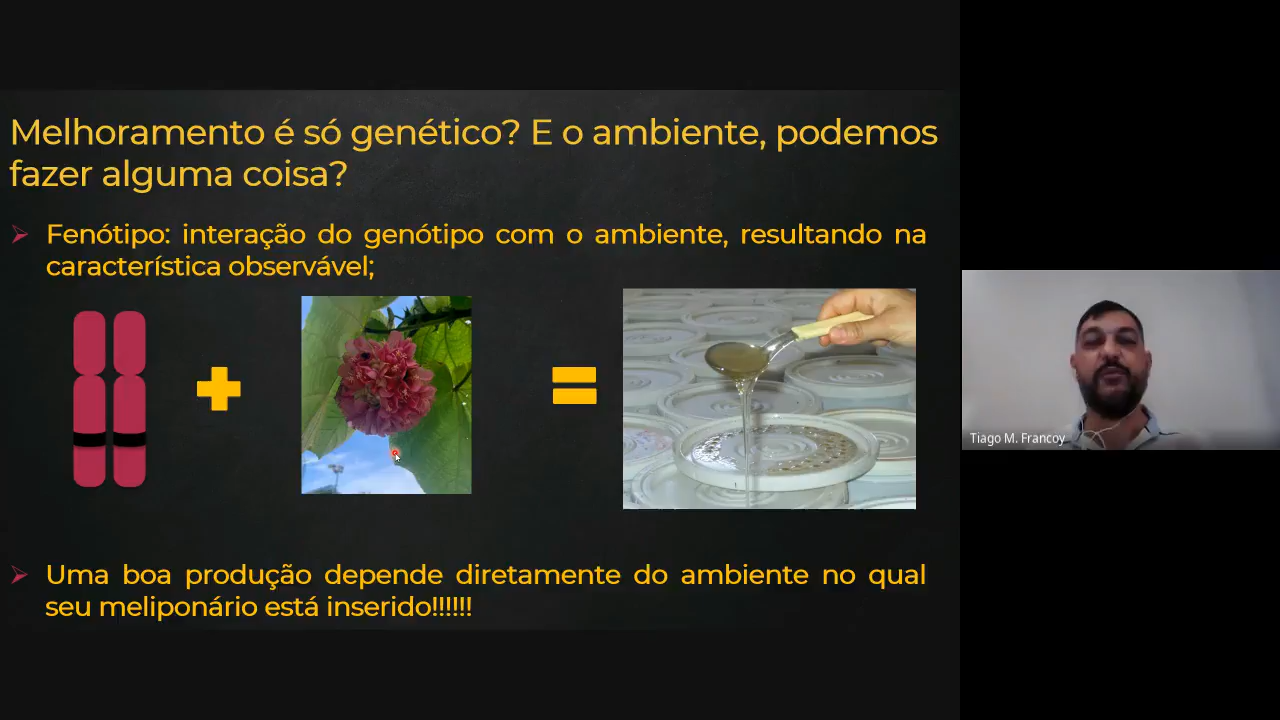 Melhoramento é só genético? E o ambiente, podemos
fazer alguma coisa?
Fenótipo: interação do genótipo com o ambiente, resultando na
característica observável;
Uma boa produção depende diretamente do ambiente no qual
seu meliponário está inserido!!!!!!
Tiago M. Francoy